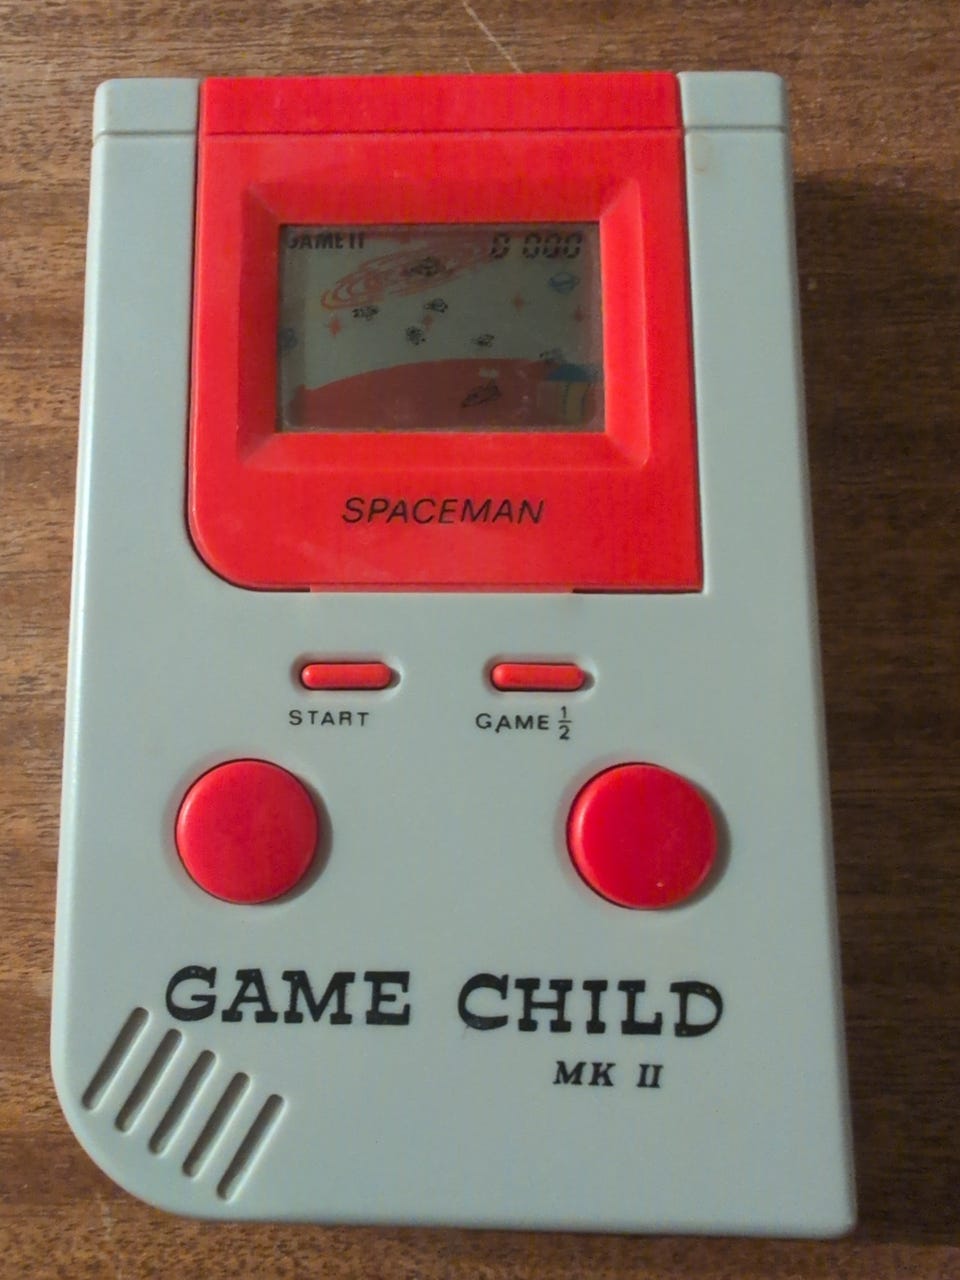 GAME II 0 000
SPACEMAN
START GAME 1/2
GAME CHILD
MK II